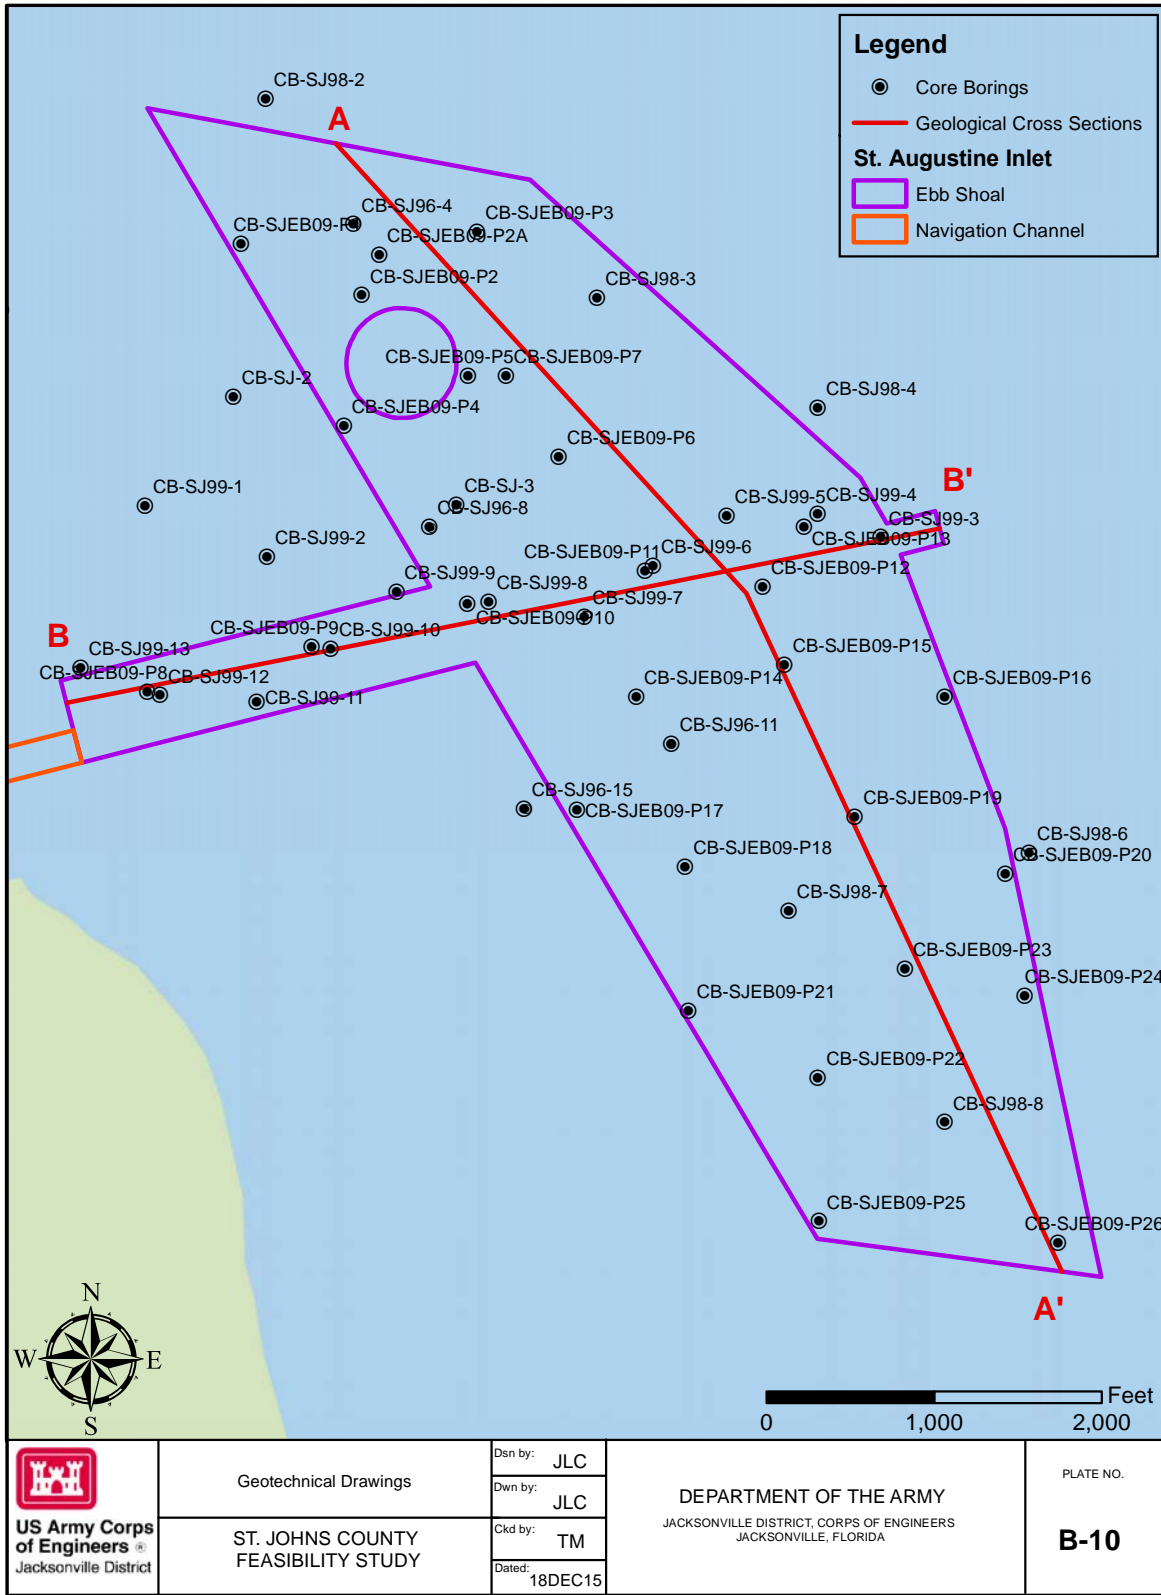 Legend
Core Borings
Geological Cross Sections
St. Augustine Inlet
Ebb Shoal
Navigation Channel
CB-SJ98-2
A
CB-SJ96-4
CB-SJEB09-P3
CB-SJEB09-P1
CB-SJEB09-P2A
CB-SJEB09-P2
CB-SJ98-3
CB-SJEB09-P5
CB-SJEB09-P7
CB-SJ-2
CB-SJ98-4
CB-SJEB09-P4
CB-SJEB09-P6
B'
CB-SJ99-1
CB-SJ-3
CB-SJ99-5
CB-SJ99-4
CB-SJ96-8
CB-SJ99-3
CB-SJEB09-P13
CB-SJ99-2
CB-SJEB09-P11
CB-SJ99-6
CB-SJ99-9
CB-SJ99-8
CB-SJEB09-P12
CB-SJ99-7
CB-SJEB09-P10
B
CB-SJEB09-P9
CB-SJ99-10
CB-SJ99-13
CB-SJEB09-P15
CB-SJEB09-P8
CB-SJ99-12
CB-SJ99-11
CB-SJEB09-P14
CB-SJEB09-P16
CB-SJ96-11
CB-SJ96-15
CB-SJEB09-P17
CB-SJEB09-P19
CB-SJ98-6
CB-SJEB09-P18
CB-SJEB09-P20
CB-SJ98-7
CB-SJEB09-P23
CB-SJEB09-P24
CB-SJEB09-P21
CB-SJEB09-P22
CB-SJ98-8
CB-SJEB09-P25
CB-SJEB09-P26
A'
N
W
E
S
Feet
0
1,000
2,000
US Army Corps
of Engineers ®
Jacksonville District
Geotechnical Drawings
ST. JOHNS COUNTY
FEASIBILITY STUDY
Dsn by: JLC
Dwn by: JLC
Ckd by: TM
Dated: 18DEC15
DEPARTMENT OF THE ARMY
JACKSONVILLE DISTRICT, CORPS OF ENGINEERS
JACKSONVILLE, FLORIDA
PLATE NO.
B-10